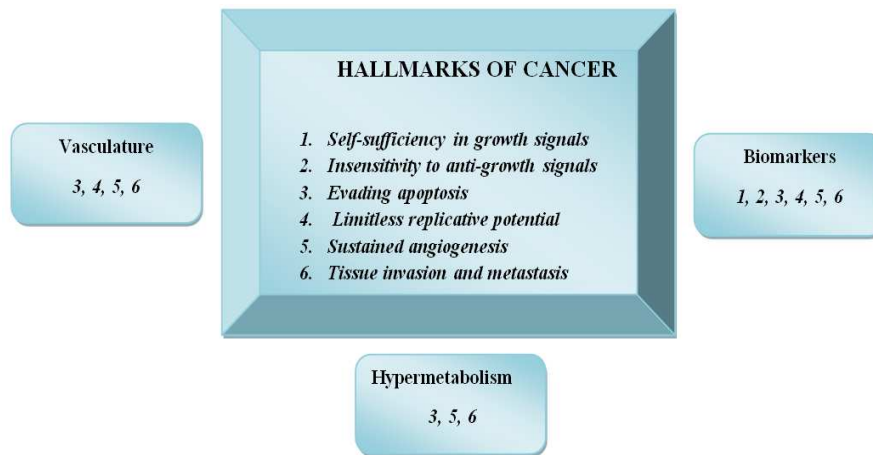 HALLMARKS OF CANCER
1. Self-sufficiency in growth signals
2. Insensitivity to anti-growth signals
3. Evading apoptosis
4. Limitless replicative potential
5. Sustained angiogenesis
6. Tissue invasion and metastasis
Vasculature
3, 4, 5, 6
Biomarkers
1, 2, 3, 4, 5, 6
Hypermetabolism
3, 5, 6